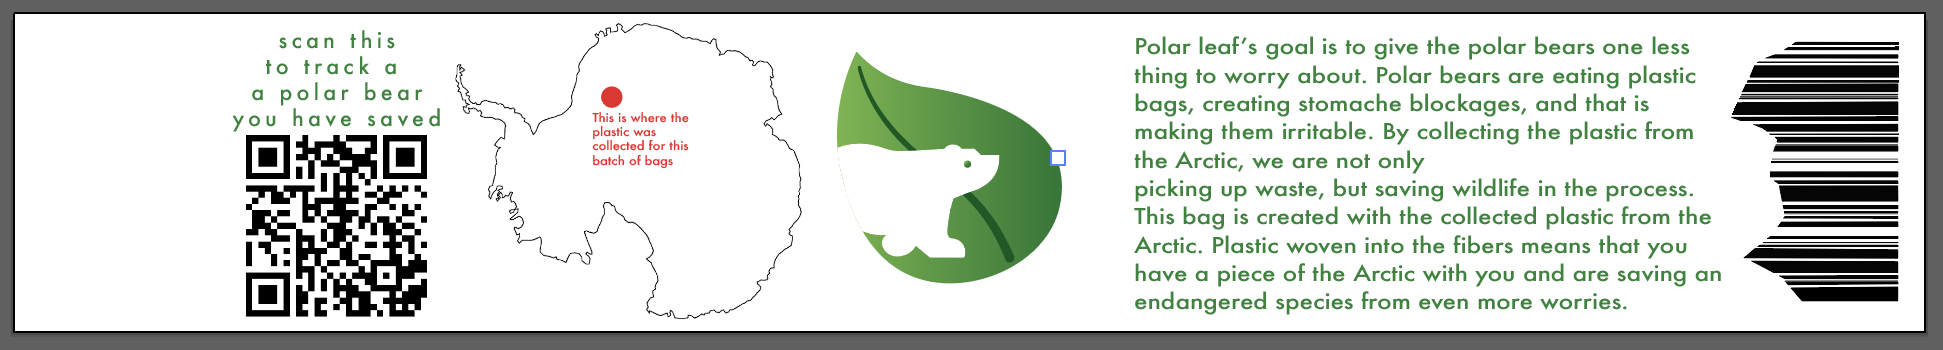 scan this
to track a
a polar bear
you have saved
This is where the
plastic was
collected for this
batch of bags
Polar leaf’s goal is to give the polar bears one less
thing to worry about. Polar bears are eating plastic
bags, creating stomache blockages, and that is
making them irritable. By collecting the plastic from
the Arctic, we are not only
picking up waste, but saving wildlife in the process.
This bag is created with the collected plastic from the
Arctic. Plastic woven into the fibers means that you
have a piece of the Arctic with you and are saving an
endangered species from even more worries.